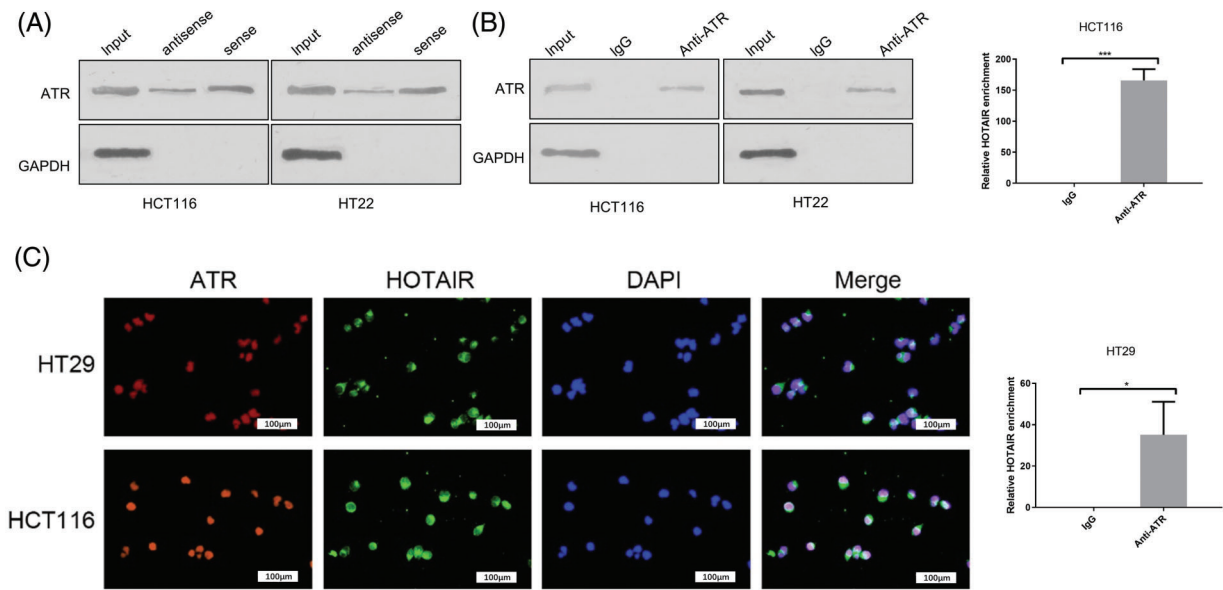 (A)
Input antisense sense Input antisense sense
ATR
GAPDH
HCT116 HT22
(B)
Input IgG Anti-ATR Input IgG Anti-ATR
ATR
GAPDH
HCT116 HT22
HCT116
Relative HOTAIR enrichment
200
150
100
50
0
***
IgG Anti-ATR
(C)
ATR HOTAIR DAPI Merge
HT29
100μm 100μm 100μm 100μm
HCT116
100μm 100μm 100μm 100μm
HT29
Relative HOTAIR enrichment
60
40
20
0
*
IgG Anti-ATR